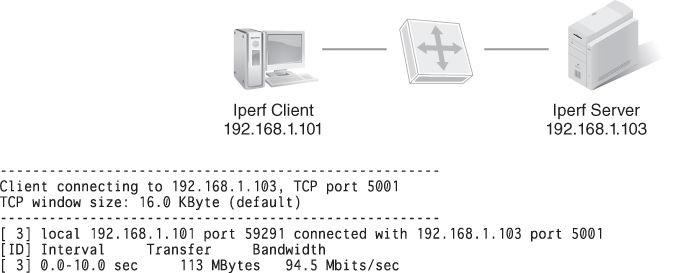 Iperf Client
192.168.1.101
Iperf Server
192.168.1.103
------------------------------------------------------
Client connecting to 192.168.1.103, TCP port 5001
TCP window size: 16.0 KByte (default)
------------------------------------------------------
[ 3] local 192.168.1.101 port 59291 connected with 192.168.1.103 port 5001
[ID] Interval     Transfer     Bandwidth
[ 3] 0.0-10.0 sec     113 MBytes   94.5 Mbits/sec